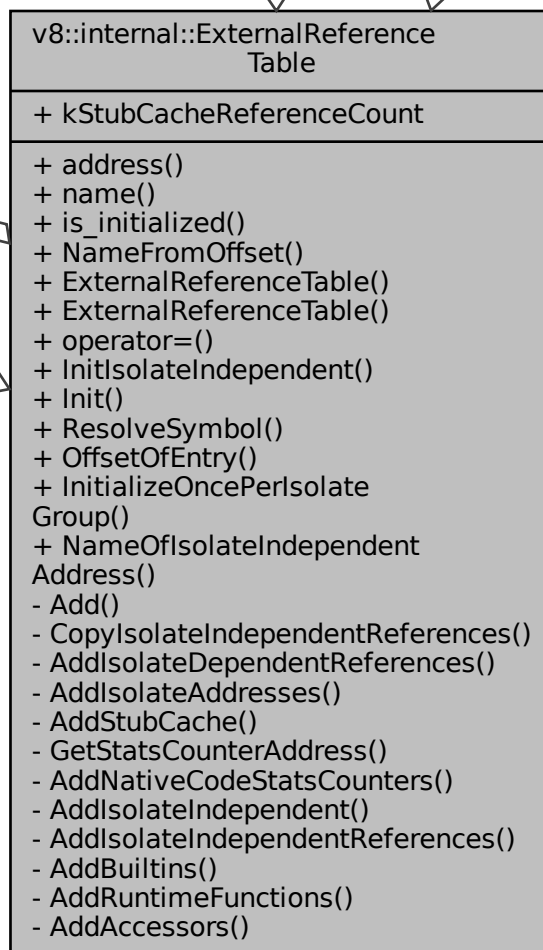 v8::internal::ExternalReference
Table
+ kStubCacheReferenceCount
+ address()
+ name()
+ is_initialized()
+ NameFromOffset()
+ ExternalReferenceTable()
+ ExternalReferenceTable()
+ operator=()
+ InitIsolateIndependent()
+ Init()
+ ResolveSymbol()
+ OffsetOfEntry()
+ InitializeOncePerIsolate
Group()
+ NameOfIsolateIndependent
Address()
- Add()
- CopyIsolateIndependentReferences()
- AddIsolateDependentReferences()
- AddIsolateAddresses()
- AddStubCache()
- GetStatsCounterAddress()
- AddNativeCodeStatsCounters()
- AddIsolateIndependent()
- AddIsolateIndependentReferences()
- AddBuiltins()
- AddRuntimeFunctions()
- AddAccessors()